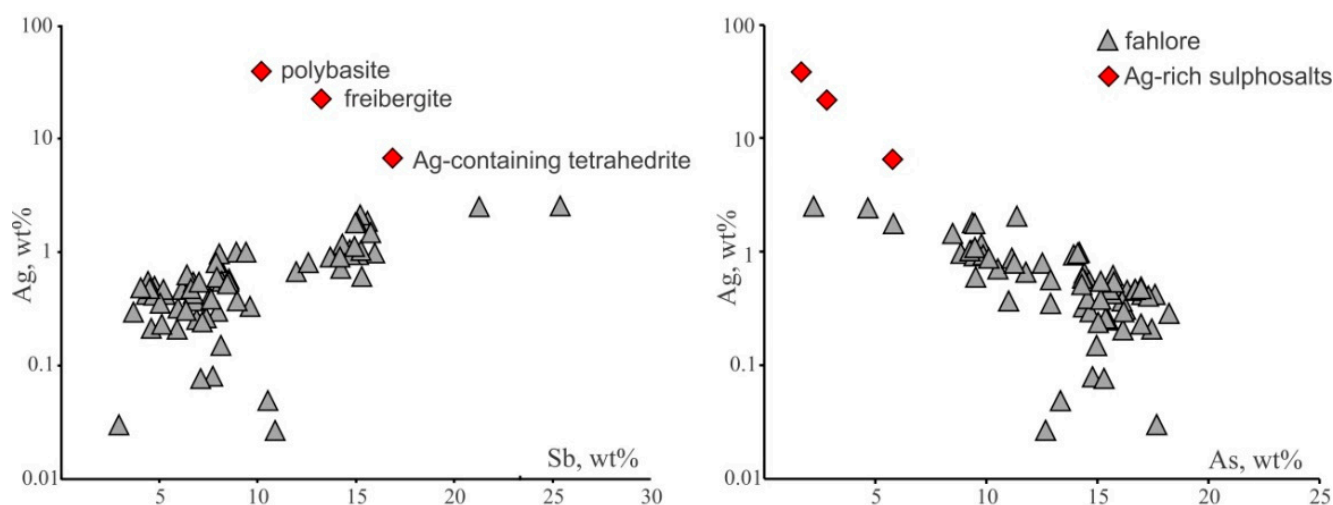 100
10
1
0.1
0.01
Ag, wt%
polybasite
freibergite
Ag-containing tetrahedrite
Sb, wt%
5
10
15
20
25
30
100
10
1
0.1
0.01
Ag, wt%
fahlore
Ag-rich sulphosalts
As, wt%
5
10
15
20
25